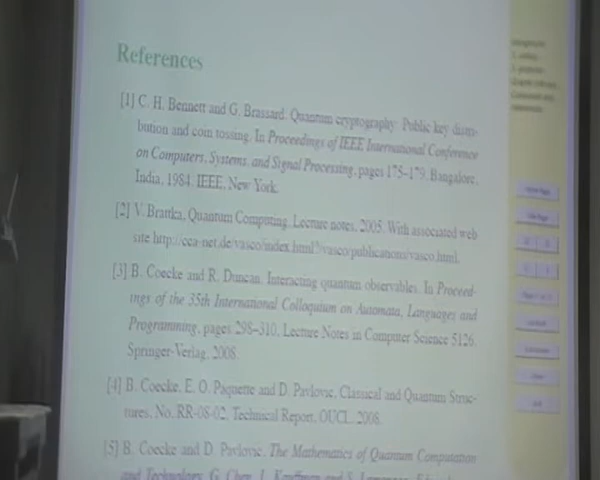 References
[1] C. H. Bennett and G. Brassard. Quantum cryptography: Public key distri-
bution and coin tossing. In Proceedings of IEEE International Conference
on Computers, Systems, and Signal Processing, pages 175–179, Bangalore,
India, 1984. IEEE, New York.
[2] V. Brattka, Quantum Computing, Lecture notes, 2005. With associated web
site http://cca-net.de/vasco/index.html?/vasco/publications/vasco.html.
[3] B. Coecke and R. Duncan. Interacting quantum observables. In Proceed-
ings of the 35th International Colloquium on Automata, Languages and
Programming, pages 298–310, Lecture Notes in Computer Science 5126,
Springer-Verlag, 2008.
[4] B. Coecke, E. O. Paquette and D. Pavlovic, Classical and Quantum Struc-
tures, No. RR-08-02, Technical Report, OUCL, 2008.
[5] B. Coecke and D. Pavlovic, The Mathematics of Quantum Computation
and Technology, G. Chen, L. Kauffman and S.